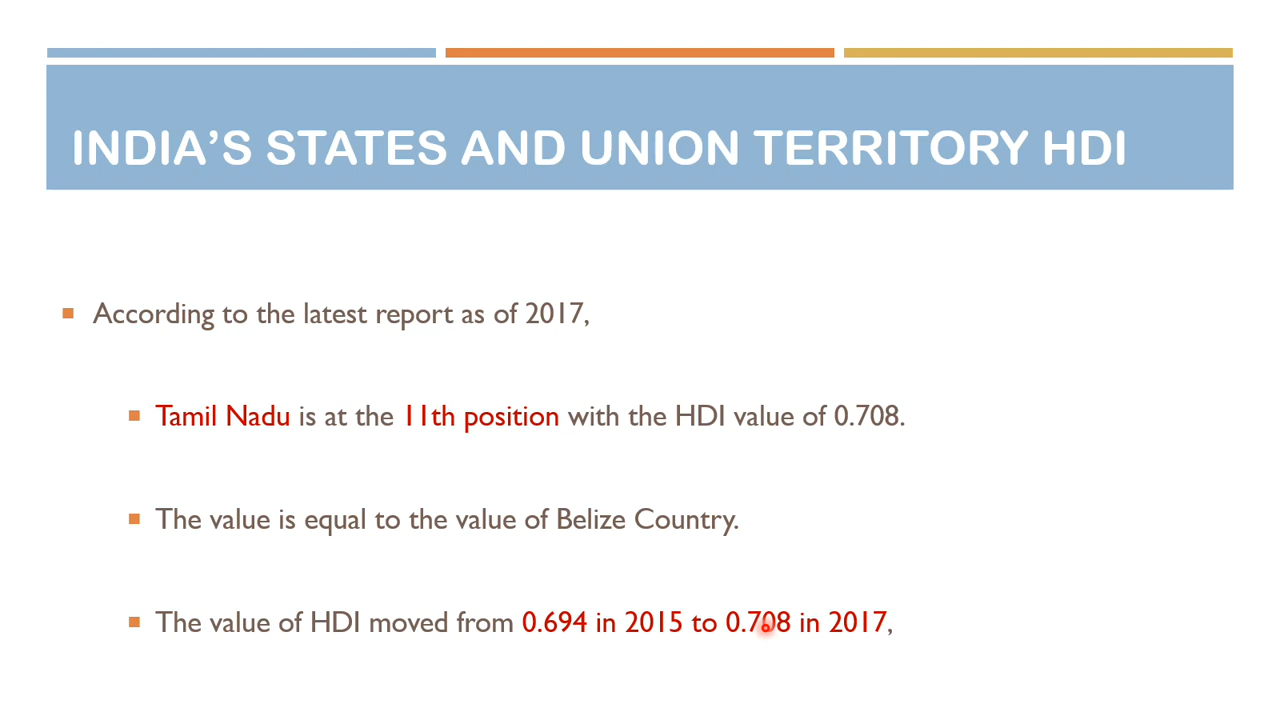 INDIA’S STATES AND UNION TERRITORY HDI
According to the latest report as of 2017,
Tamil Nadu is at the 11th position with the HDI value of 0.708.
The value is equal to the value of Belize Country.
The value of HDI moved from 0.694 in 2015 to 0.708 in 2017,